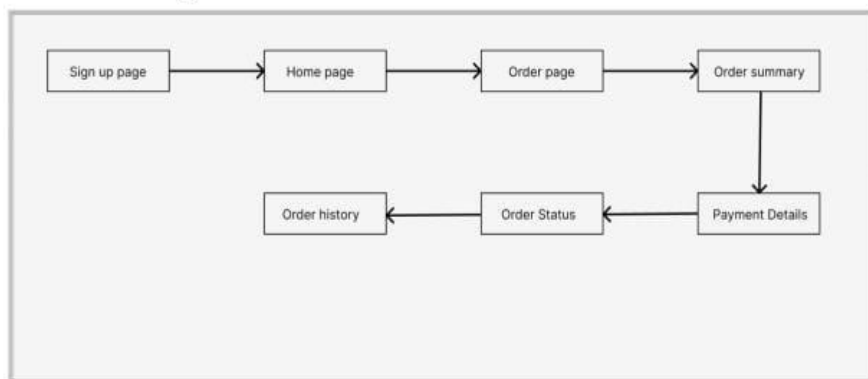 Sign up page
Home page
Order page
Order summary
Payment Details
Order Status
Order history